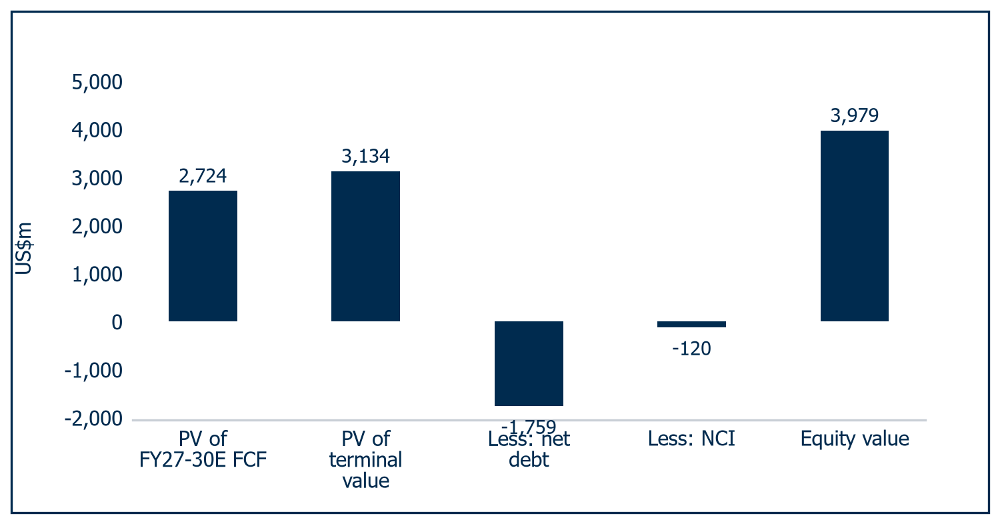 5,000
4,000
3,000
2,000
1,000
0
-1,000
-2,000
US$m
2,724
3,134
-1,759
-120
3,979
PV of
FY27-30E FCF
PV of
terminal
value
Less: net
debt
Less: NCI
Equity value